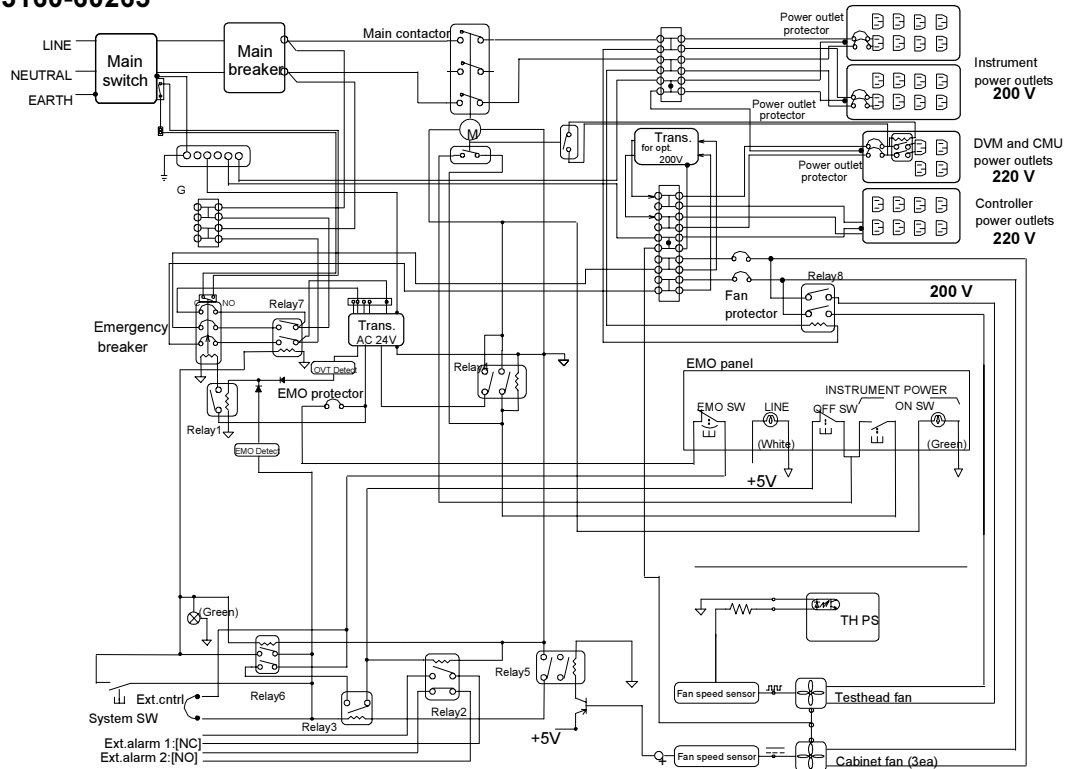 LINE
NEUTRAL
EARTH
Main
switch
Main
breaker
Main contactor
Power outlet
protector
Instrument
power outlets
200 V
Power outlet
protector
M
Trans.
for opt.
200V
Power outlet
protector
DVM and CMU
power outlets
220 V
Controller
power outlets
220 V
G
NO
Relay7
Emergency
breaker
Trans.
AC 24V
OVT Detect
EMO protector
Relay1
EMO Detect
Fan
protector
Relay8
200 V
EMO panel
INSTRUMENT POWER
EMO SW
LINE
OFF SW
ON SW
(White)
(Green)
+5V
(Green)
TH PS
Relay5
Relay6
Relay2
Relay3
Ext.cntrl
System SW
Ext.alarm 1:[NC]
Ext.alarm 2:[NO]
+5V
Fan speed sensor
Testhead fan
Fan speed sensor
Cabinet fan (3ea)